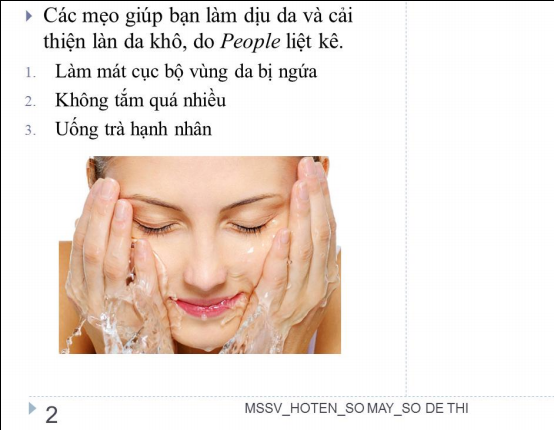 Các mẹo giúp bạn làm dịu da và cải
thiện làn da khô, do People liệt kê.
1. Làm mát cục bộ vùng da bị ngứa
2. Không tắm quá nhiều
3. Uống trà hạnh nhân
2
MSSV_HOTEN_SO MAY_SO DE THI